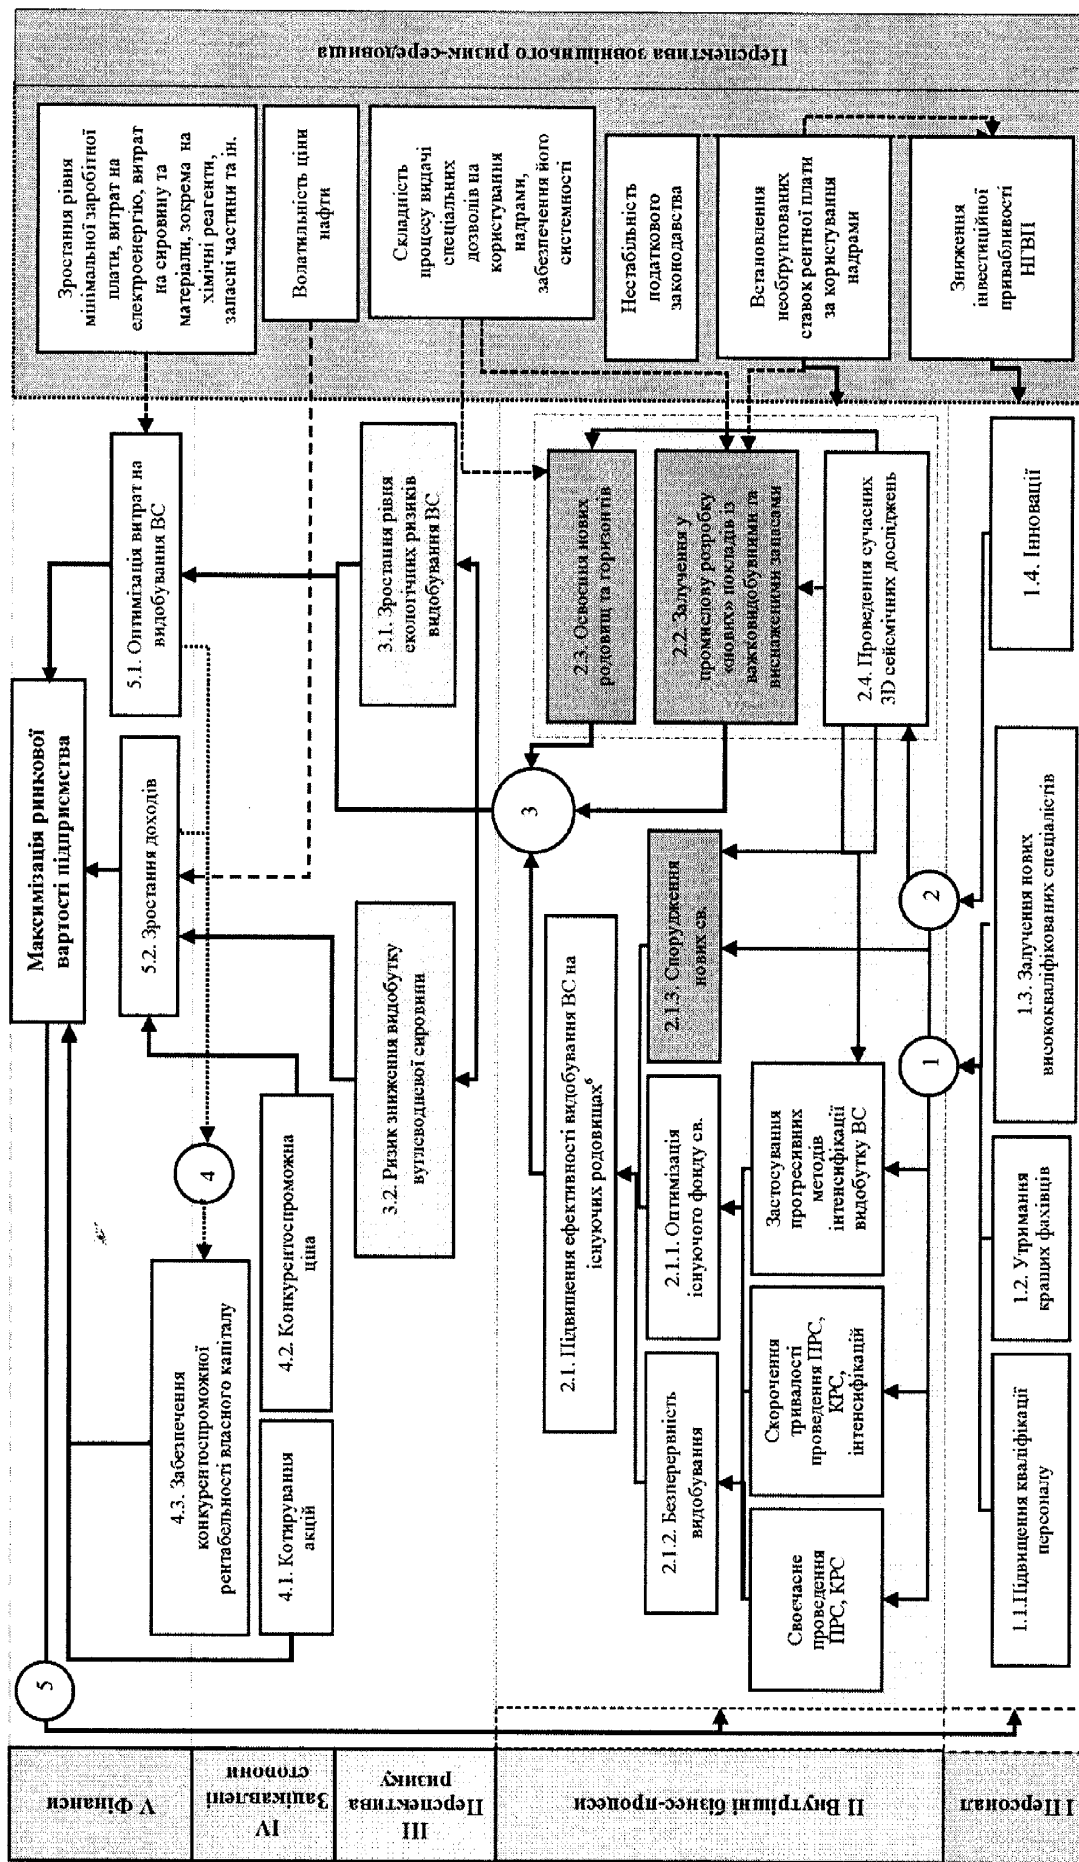 V Фінанси
IV
Зацікавлені
сторони
III
Перспектива
ризику
II Внутрішні бізнес-процеси
I Персонал
5
Максимізація ринкової
вартості підприємства
5.2. Зростання доходів
5.1. Оптимізація витрат на
видобування ВС
4.3. Забезпечення
конкурентоспроможної
рентабельності власного капіталу
4
4.1. Котирування
акцій
4.2. Конкурентоспроможна
ціна
3.2. Ризик зниження видобутку
вуглеводневої сировини
3.1. Зростання рівня
екологічних ризиків
видобування ВС
3
2.1. Підвищення ефективності видобування ВС на
існуючих родовищах⁶
2.3. Освоєння нових
родовищ та горизонтів
2.1.2. Безперервність
видобування
2.1.1. Оптимізація
існуючого фонду св.
2.1.3. Спорудження
нових св.
2.2. Залучення у
промислову розробку
«нових» покладів із
важковидобувними та
виснаженими запасами
Своєчасне
проведення
ПРС, КРС
Скорочення
тривалості
проведення ПРС,
КРС,
інтенсифікацій
Застосування
прогресивних
методів
інтенсифікації
видобутку ВС
2.4. Проведення сучасних
3D сейсмічних досліджень
1
2
1.1.Підвищення кваліфікації
персоналу
1.2. Утримання
кращих фахівців
1.3. Залучення нових
висококваліфікованих спеціалістів
1.4. Інновації
Зростання рівня
мінімальної заробітної
плати, витрат на
електроенергію, витрат
на сировину та
матеріали, зокрема на
хімічні реагенти,
запасні частини та ін.
Волатильність ціни
нафти
Складність
процесу видачі
спеціальних
дозволів на
користування
надрами,
забезпечення його
системності
Нестабільність
податкового
законодавства
Встановлення
необґрунтованих
ставок рентної плати
за користування
надрами
Зниження
інвестиційної
привабливості
НГВП
Перспектива зовнішнього ризик-середовища